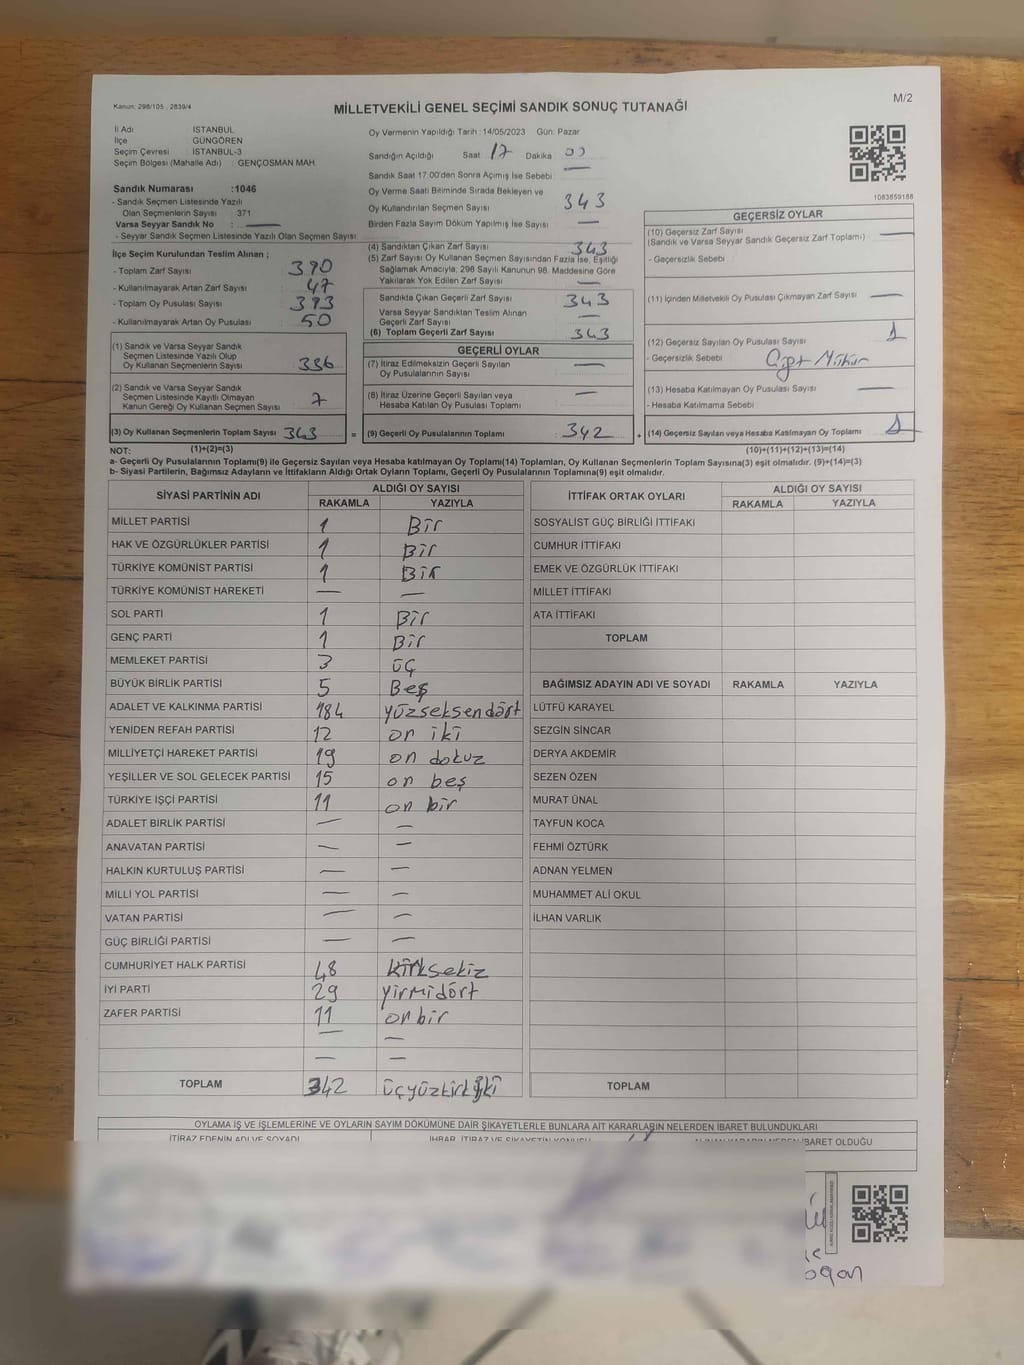 Kanun: 298/105 , 2839/4
M/2
MİLLETVEKİLİ GENEL SEÇİMİ SANDIK SONUÇ TUTANAĞI
İl Adı : İSTANBUL
İlçe : GÜNGÖREN
Seçim Çevresi : İSTANBUL-3
Seçim Bölgesi (Mahalle Adı) : GENÇOSMAN MAH.
Oy Vermenin Yapıldığı Tarih : 14/05/2023 Gün: Pazar
Sandığın Açıldığı Saat 17 Dakika 00
Sandık Saat 17.00'den Sonra Açımış İse Sebebi : —
Oy Verme Saati Bitiminde Sırada Bekleyen ve
Oy Kullandırılan Seçmen Sayısı : 343
Birden Fazla Sayım Döküm Yapılmış İse Sayısı : —
1083859188
Sandık Numarası :1046
- Sandık Seçmen Listesinde Yazılı
Olan Seçmenlerin Sayısı : 371
Varsa Seyyar Sandık No : —
- Seyyar Sandık Seçmen Listesinde Yazılı Olan Seçmen Sayısı:
İlçe Seçim Kurulundan Teslim Alınan ;
- Toplam Zarf Sayısı : 390
- Kullanılmayarak Artan Zarf Sayısı : 47
- Toplam Oy Pusulası Sayısı : 393
- Kullanılmayarak Artan Oy Pusulası : 50
(1) Sandık ve Varsa Seyyar Sandık
Seçmen Listesinde Yazılı Olup
Oy Kullanan Seçmenlerin Sayısı : 336
(2) Sandık ve Varsa Seyyar Sandık
Seçmen Listesinde Kayıtlı Olmayan
Kanun Gereği Oy Kullanan Seçmen Sayısı : 7
(3) Oy Kullanan Seçmenlerin Toplam Sayısı : 343
(4) Sandıktan Çıkan Zarf Sayısı : 343
(5) Zarf Sayısı Oy Kullanan Seçmen Sayısından Fazla İse, Eşitliği
Sağlamak Amacıyla; 298 Sayılı Kanunun 98. Maddesine Göre
Yakılarak Yok Edilen Zarf Sayısı : —
Sandıkta Çıkan Geçerli Zarf Sayısı : 343
Varsa Seyyar Sandıktan Teslim Alınan
Geçerli Zarf Sayısı : —
(6) Toplam Geçerli Zarf Sayısı : 343
GEÇERLİ OYLAR
(7) İtiraz Edilmeksizin Geçerli Sayılan
Oy Pusulalarının Sayısı : —
(8) İtiraz Üzerine Geçerli Sayılan veya
Hesaba Katılan Oy Pusulası Toplamı : —
= (9) Geçerli Oy Pusulalarının Toplamı : 342
GEÇERSİZ OYLAR
(10) Geçersiz Zarf Sayısı : —
(Sandık ve Varsa Seyyar Sandık Geçersiz Zarf Toplamı)
- Geçersizlik Sebebi :
(11) İçinden Milletvekili Oy Pusulası Çıkmayan Zarf Sayısı : —
(12) Geçersiz Sayılan Oy Pusulası Sayısı : 1
- Geçersizlik Sebebi : Çift Mühür
(13) Hesaba Katılmayan Oy Pusulası Sayısı : —
- Hesaba Katılmama Sebebi :
+ (14) Geçersiz Sayılan veya Hesaba Katılmayan Oy Toplamı : 1
NOT: (1)+(2)=(3) (10)+(11)+(12)+(13)=(14)
a- Geçerli Oy Pusulalarının Toplamı(9) ile Geçersiz Sayılan veya Hesaba katılmayan Oy Toplamı(14) Toplamları, Oy Kullanan Seçmenlerin Toplam Sayısına(3) eşit olmalıdır. (9)+(14)=(3)
b- Siyasi Partilerin, Bağımsız Adayların ve İttifakların Aldığı Ortak Oyların Toplamı, Geçerli Oy Pusulalarının Toplamına(9) eşit olmalıdır.
SİYASİ PARTİNİN ADI ALDIĞI OY SAYISI
RAKAMLA YAZIYLA
MİLLET PARTİSİ 1 Bir
HAK VE ÖZGÜRLÜKLER PARTİSİ 1 Bir
TÜRKİYE KOMÜNİST PARTİSİ 1 Bir
TÜRKİYE KOMÜNİST HAREKETİ — —
SOL PARTİ 1 Bir
GENÇ PARTİ 1 Bir
MEMLEKET PARTİSİ 3 üç
BÜYÜK BİRLİK PARTİSİ 5 Beş
ADALET VE KALKINMA PARTİSİ 184 yüzseksendört
YENİDEN REFAH PARTİSİ 12 on iki
MİLLİYETÇİ HAREKET PARTİSİ 19 on dokuz
YEŞİLLER VE SOL GELECEK PARTİSİ 15 on beş
TÜRKİYE İŞÇİ PARTİSİ 11 on bir
ADALET BİRLİK PARTİSİ — —
ANAVATAN PARTİSİ — —
HALKIN KURTULUŞ PARTİSİ — —
MİLLİ YOL PARTİSİ — —
VATAN PARTİSİ — —
GÜÇ BİRLİĞİ PARTİSİ — —
CUMHURİYET HALK PARTİSİ 48 kırksekiz
İYİ PARTİ 29 yirmidört
ZAFER PARTİSİ 11 onbir
— —
— —
TOPLAM 342 üçyüzkırkiki
İTTİFAK ORTAK OYLARI ALDIĞI OY SAYISI
RAKAMLA YAZIYLA
SOSYALİST GÜÇ BİRLİĞİ İTTİFAKI
CUMHUR İTTİFAKI
EMEK VE ÖZGÜRLÜK İTTİFAKI
MİLLET İTTİFAKI
ATA İTTİFAKI
TOPLAM
BAĞIMSIZ ADAYIN ADI VE SOYADI RAKAMLA YAZIYLA
LÜTFÜ KARAYEL
SEZGİN SİNCAR
DERYA AKDEMİR
SEZEN ÖZEN
MURAT ÜNAL
TAYFUN KOCA
FEHMİ ÖZTÜRK
ADNAN YELMEN
MUHAMMET ALİ OKUL
İLHAN VARLIK
TOPLAM
OYLAMA İŞ VE İŞLEMLERİNE VE OYLARIN SAYIM DÖKÜMÜNE DAİR ŞİKAYETLERLE BUNLARA AİT KARARLARIN NELERDEN İBARET BULUNDUKLARI
İTİRAZ EDENİN ADI VE SOYADI İHBAR, İTİRAZ VE ŞİKAYETİN KONUSU İBARET OLDUĞU